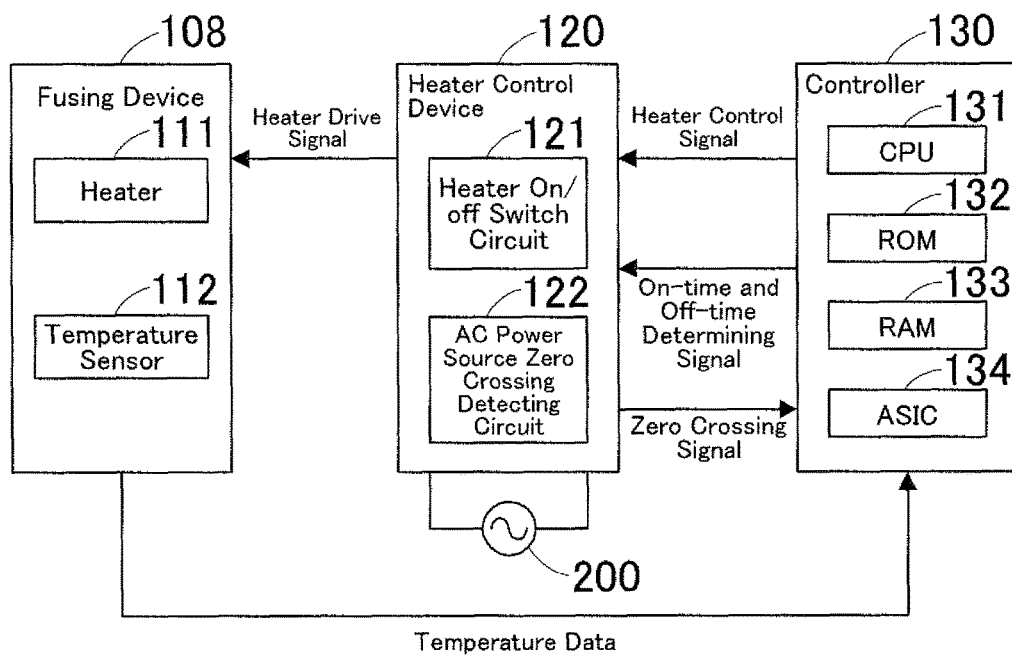 108
120
130
Fusing Device
Heater Control
Device
Controller
Heater Drive
Signal
Heater Control
Signal
111
Heater
121
Heater On/
off Switch
Circuit
131
CPU
132
ROM
On-time and
Off-time
Determining
Signal
112
Temperature
Sensor
122
AC Power
Source Zero
Crossing
Detecting
Circuit
133
RAM
134
ASIC
Zero Crossing
Signal
200
Temperature Data